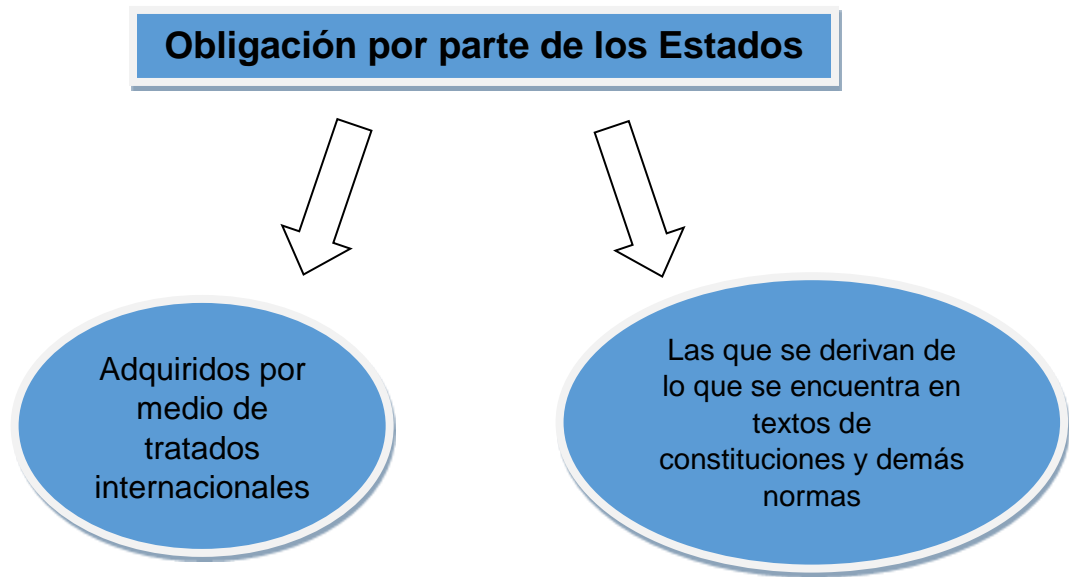 Obligación por parte de los Estados
Adquiridos por
medio de
tratados
internacionales
Las que se derivan de
lo que se encuentra en
textos de
constituciones y demás
normas